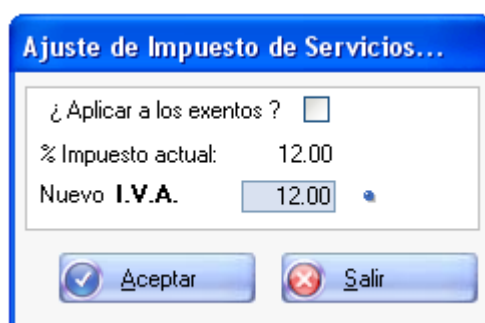 Ajuste de Impuesto de Servicios...
¿ Aplicar a los exentos ?
% Impuesto actual: 12.00
Nuevo I.V.A. 12.00
Aceptar Salir